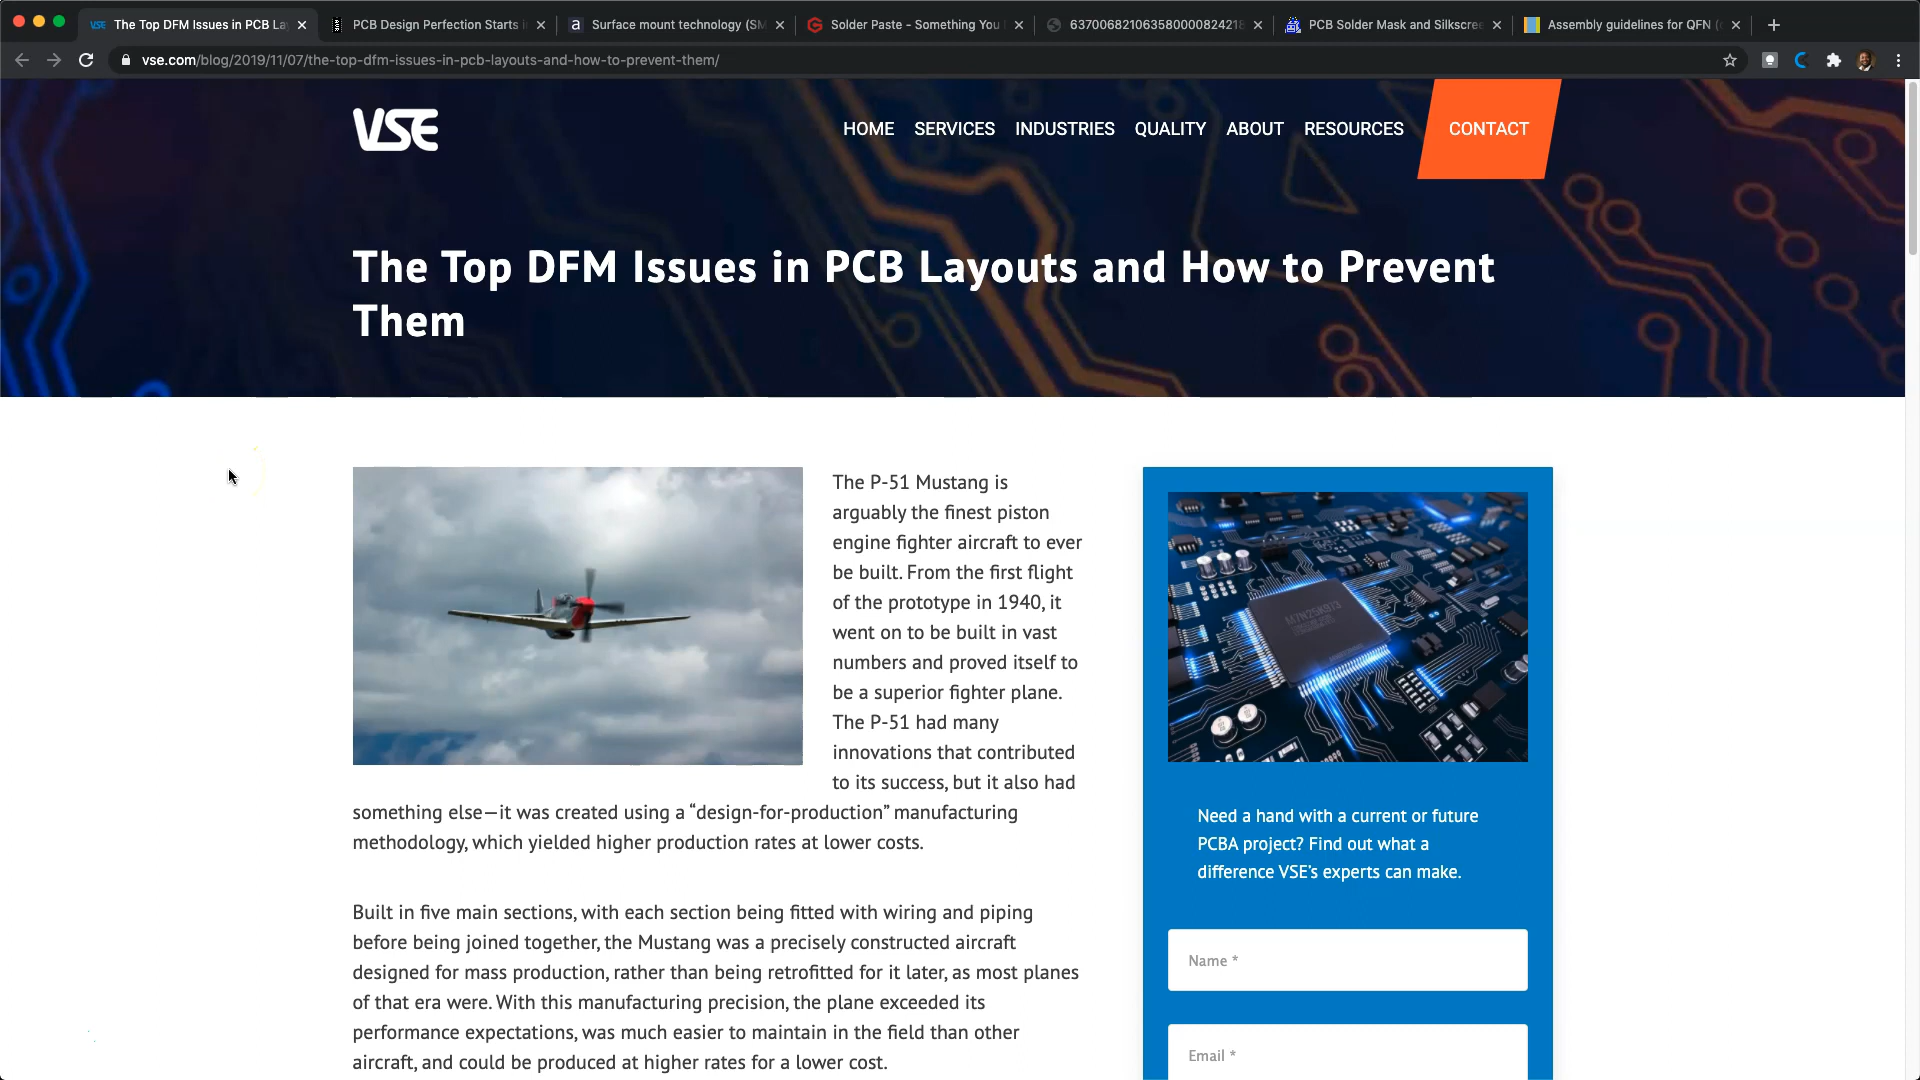 The Top DFM Issues in PCB La
PCB Design Perfection Starts i
Surface mount technology (SM
Solder Paste - Something You
637006821063580000824218
PCB Solder Mask and Silkscree
Assembly guidelines for QFN (
vse.com/blog/2019/11/07/the-top-dfm-issues-in-pcb-layouts-and-how-to-prevent-them/
VSE
HOME
SERVICES
INDUSTRIES
QUALITY
ABOUT
RESOURCES
CONTACT
The Top DFM Issues in PCB Layouts and How to Prevent
Them
The P-51 Mustang is
arguably the finest piston
engine fighter aircraft to ever
be built. From the first flight
of the prototype in 1940, it
went on to be built in vast
numbers and proved itself to
be a superior fighter plane.
The P-51 had many
innovations that contributed
to its success, but it also had
something else—it was created using a “design-for-production” manufacturing
methodology, which yielded higher production rates at lower costs.
Built in five main sections, with each section being fitted with wiring and piping
before being joined together, the Mustang was a precisely constructed aircraft
designed for mass production, rather than being retrofitted for it later, as most planes
of that era were. With this manufacturing precision, the plane exceeded its
performance expectations, was much easier to maintain in the field than other
aircraft, and could be produced at higher rates for a lower cost.
Need a hand with a current or future
PCBA project? Find out what a
difference VSE's experts can make.
Name *
Email *